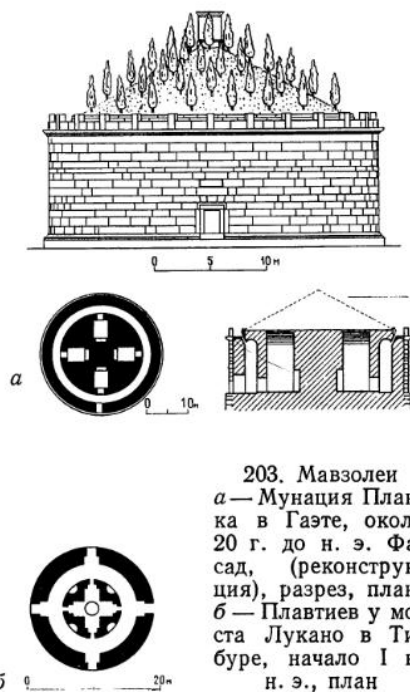 0 5 10 м
а
0 10м
203. Мавзолеи
а — Мунация План-
ка в Гаэте, окол
20 г. до н. э. Фа
сад, (реконструк
ция), разрез, план
б — Плавтиев у мо
ста Лукано в Ти
буре, начало I в
н. э., план
б
0 20м